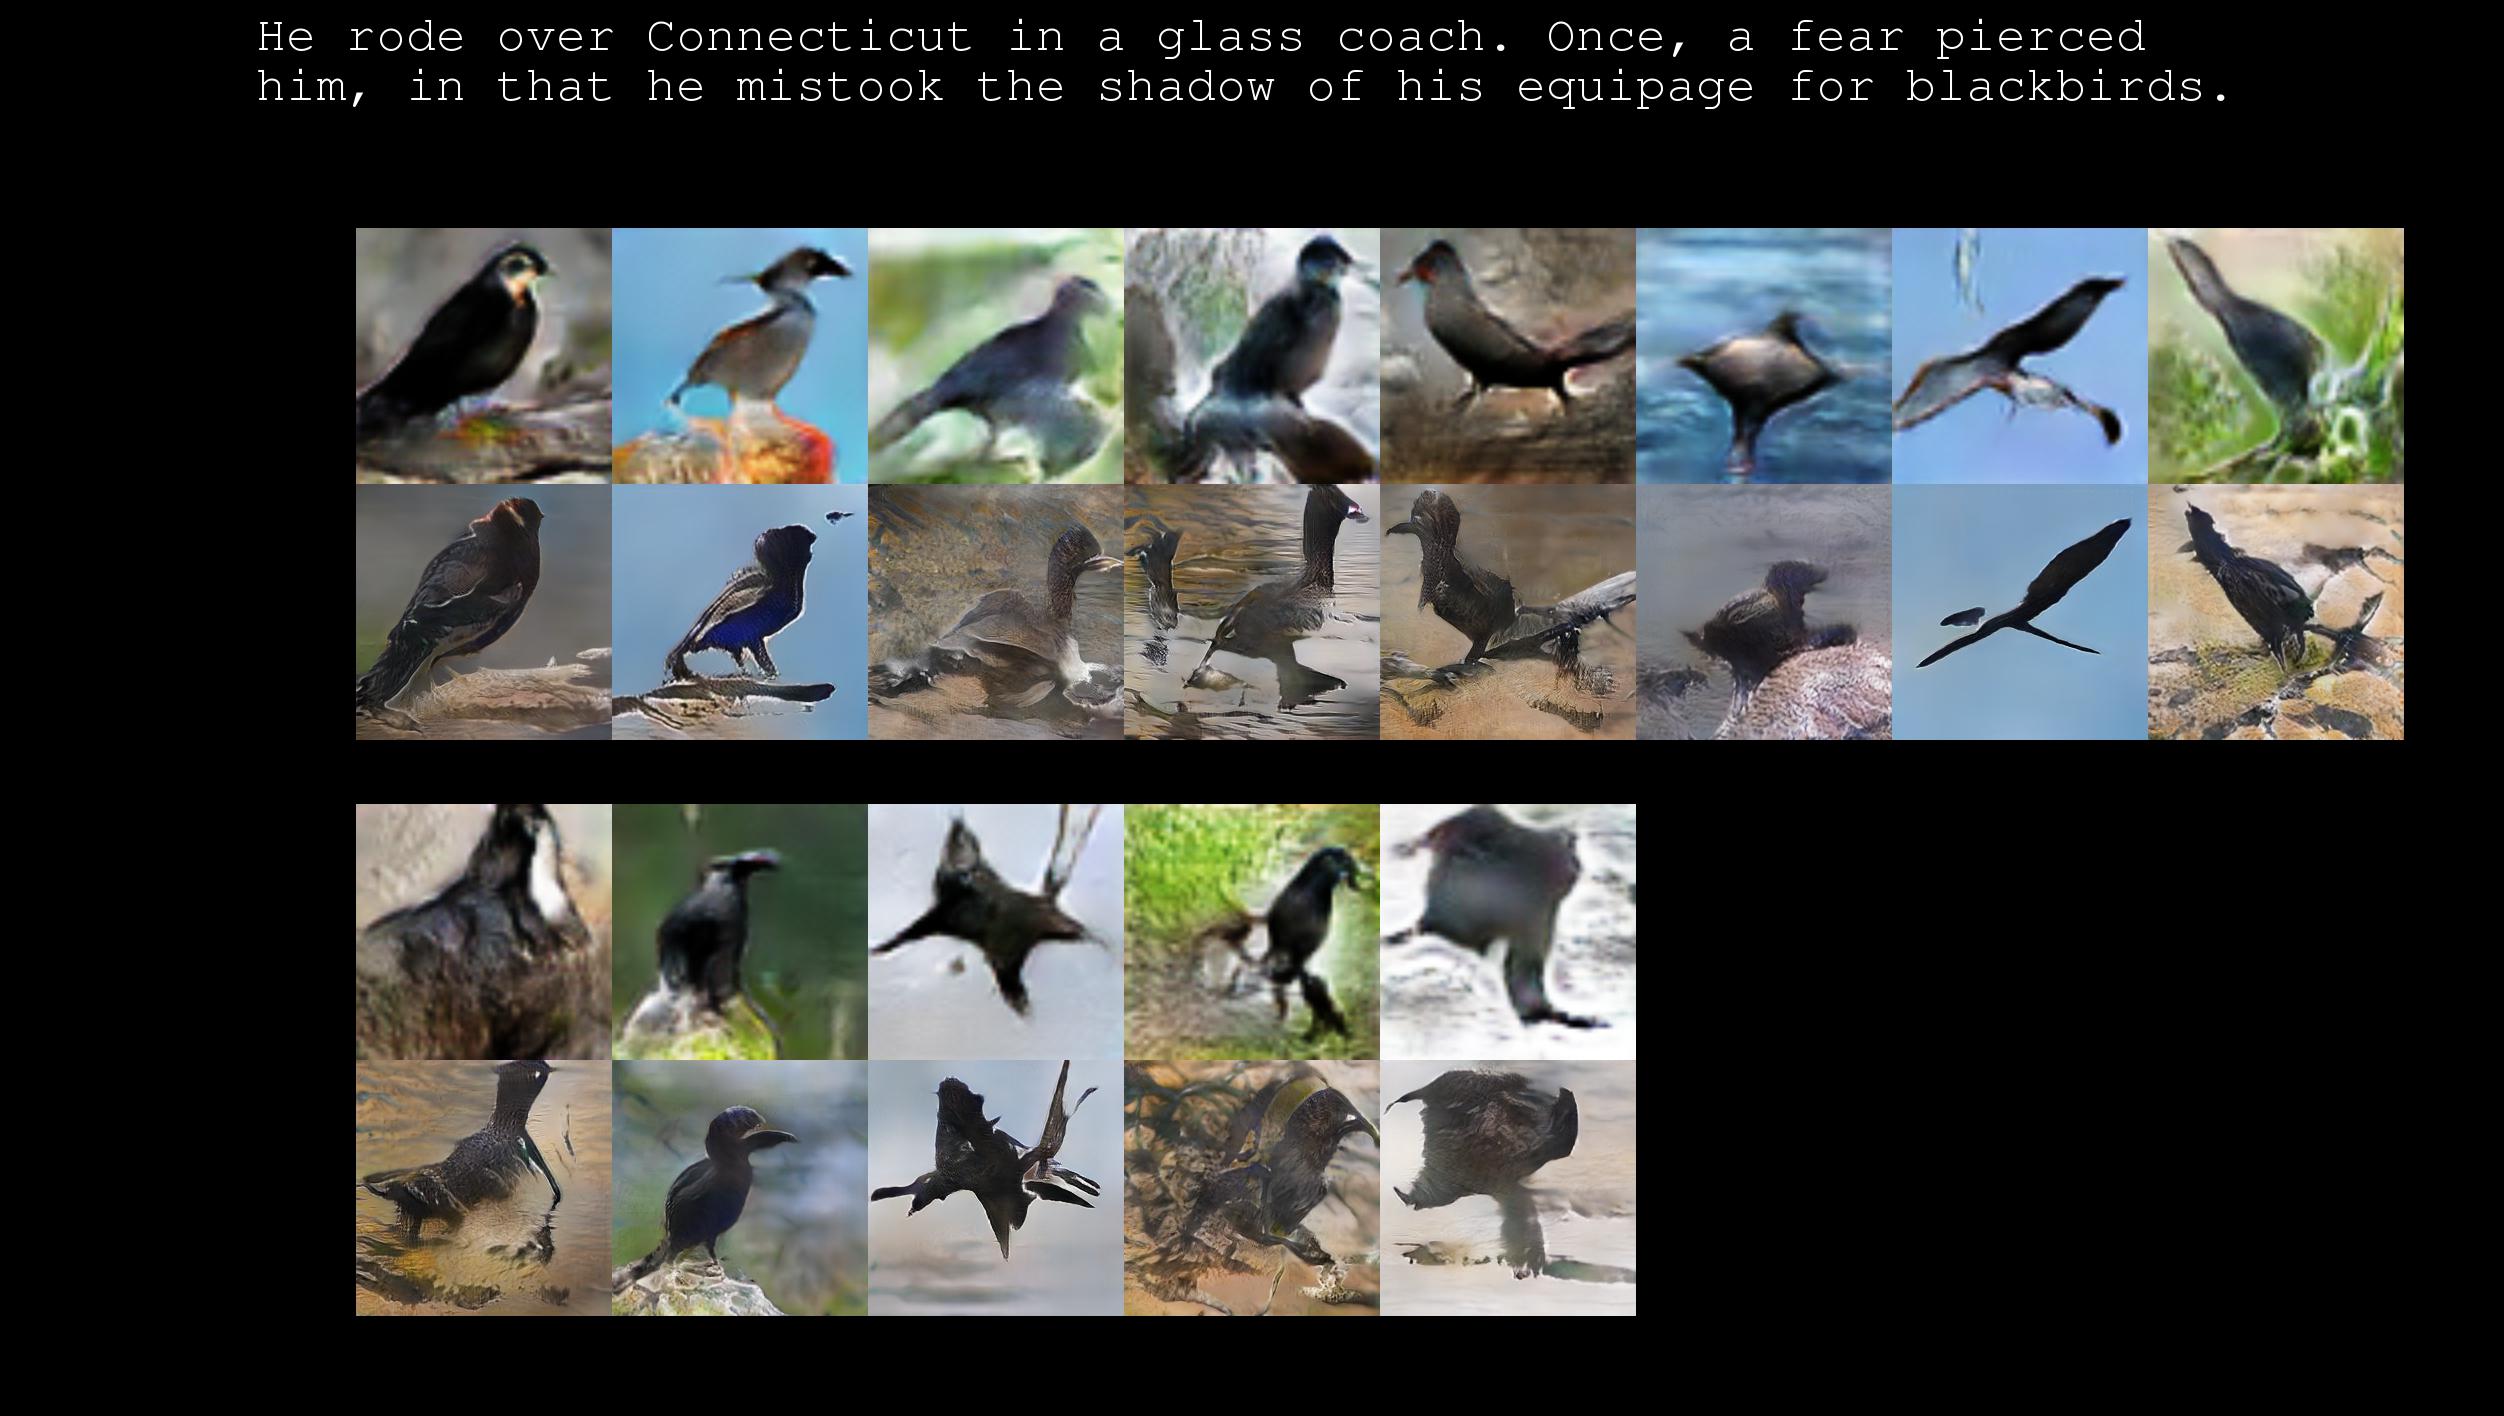 He rode over Connecticut in a glass coach. Once, a fear pierced
him, in that he mistook the shadow of his equipage for blackbirds.